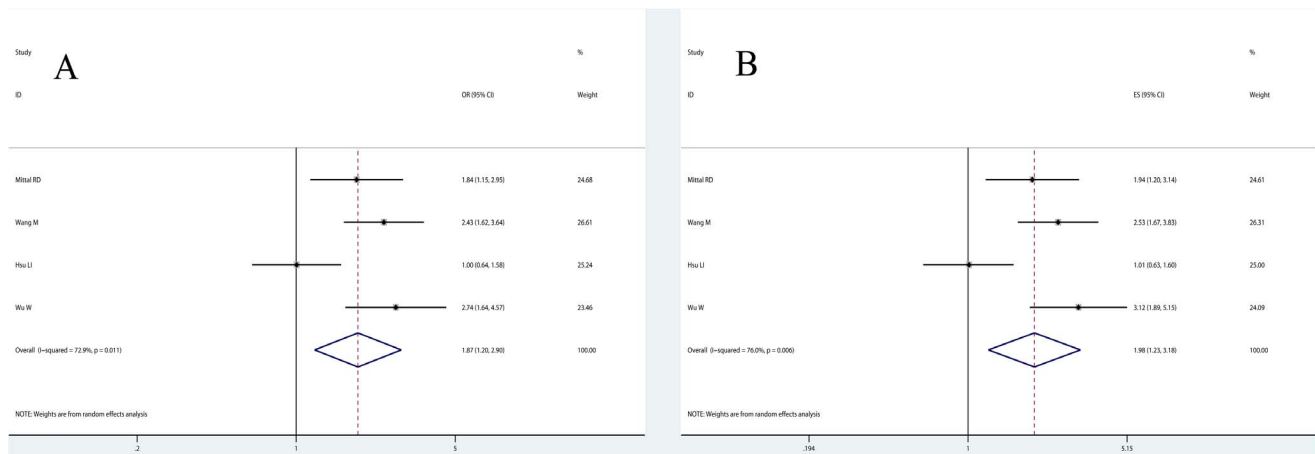 A
Study %
ID OR (95% CI) Weight
Mittal RD 1.84 (1.15, 2.95) 24.68
Wang M 2.43 (1.62, 3.64) 26.61
Hsu LI 1.00 (0.64, 1.58) 25.24
Wu W 2.74 (1.64, 4.57) 23.46
Overall (I-squared = 72.9%, p = 0.011) 1.87 (1.20, 2.90) 100.00
NOTE: Weights are from random effects analysis
.2 1 5
B
Study %
ID ES (95% CI) Weight
Mittal RD 1.94 (1.20, 3.14) 24.61
Wang M 2.53 (1.67, 3.83) 26.31
Hsu LI 1.01 (0.63, 1.60) 25.00
Wu W 3.12 (1.89, 5.15) 24.09
Overall (I-squared = 76.0%, p = 0.006) 1.98 (1.23, 3.18) 100.00
NOTE: Weights are from random effects analysis
.194 1 5.15